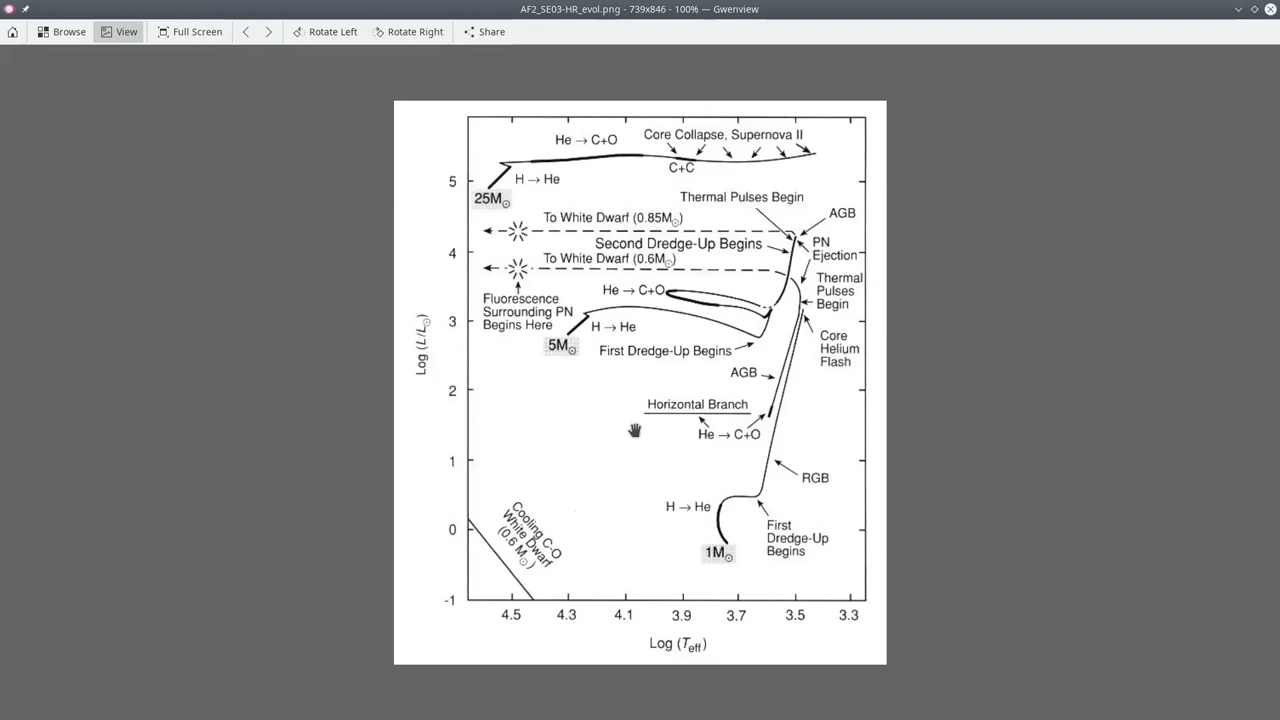 AF2_SE03-HR_evol.png - 739x846 - 100% — Gwenview
Browse
View
Full Screen
Rotate Left
Rotate Right
Share
He → C+O
Core Collapse, Supernova II
C+C
H → He
25M⊙
Thermal Pulses Begin
AGB
To White Dwarf (0.85M⊙)
PN
Ejection
Second Dredge-Up Begins
To White Dwarf (0.6M⊙)
Thermal
Pulses
Begin
He → C+O
Fluorescence
Surrounding PN
Begins Here
H → He
5M⊙
First Dredge-Up Begins
Core
Helium
Flash
AGB
Horizontal Branch
He → C+O
RGB
H → He
First
Dredge-Up
Begins
1M⊙
Cooling C-O
White Dwarf
(0.6 M⊙)
Log (L/L⊙)
5
4
3
2
1
0
-1
4.5
4.3
4.1
3.9
3.7
3.5
3.3
Log (Teff)